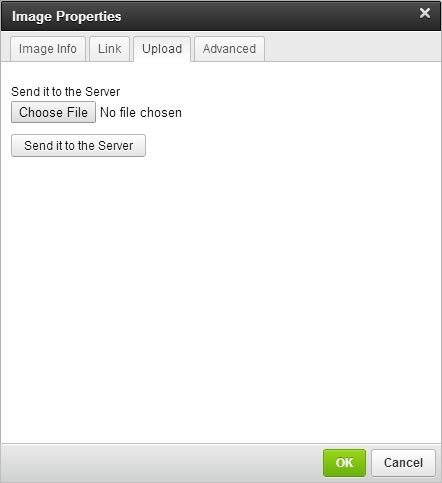 Image Properties
Image Info Link Upload Advanced
Send it to the Server
Choose File No file chosen
Send it to the Server
OK Cancel